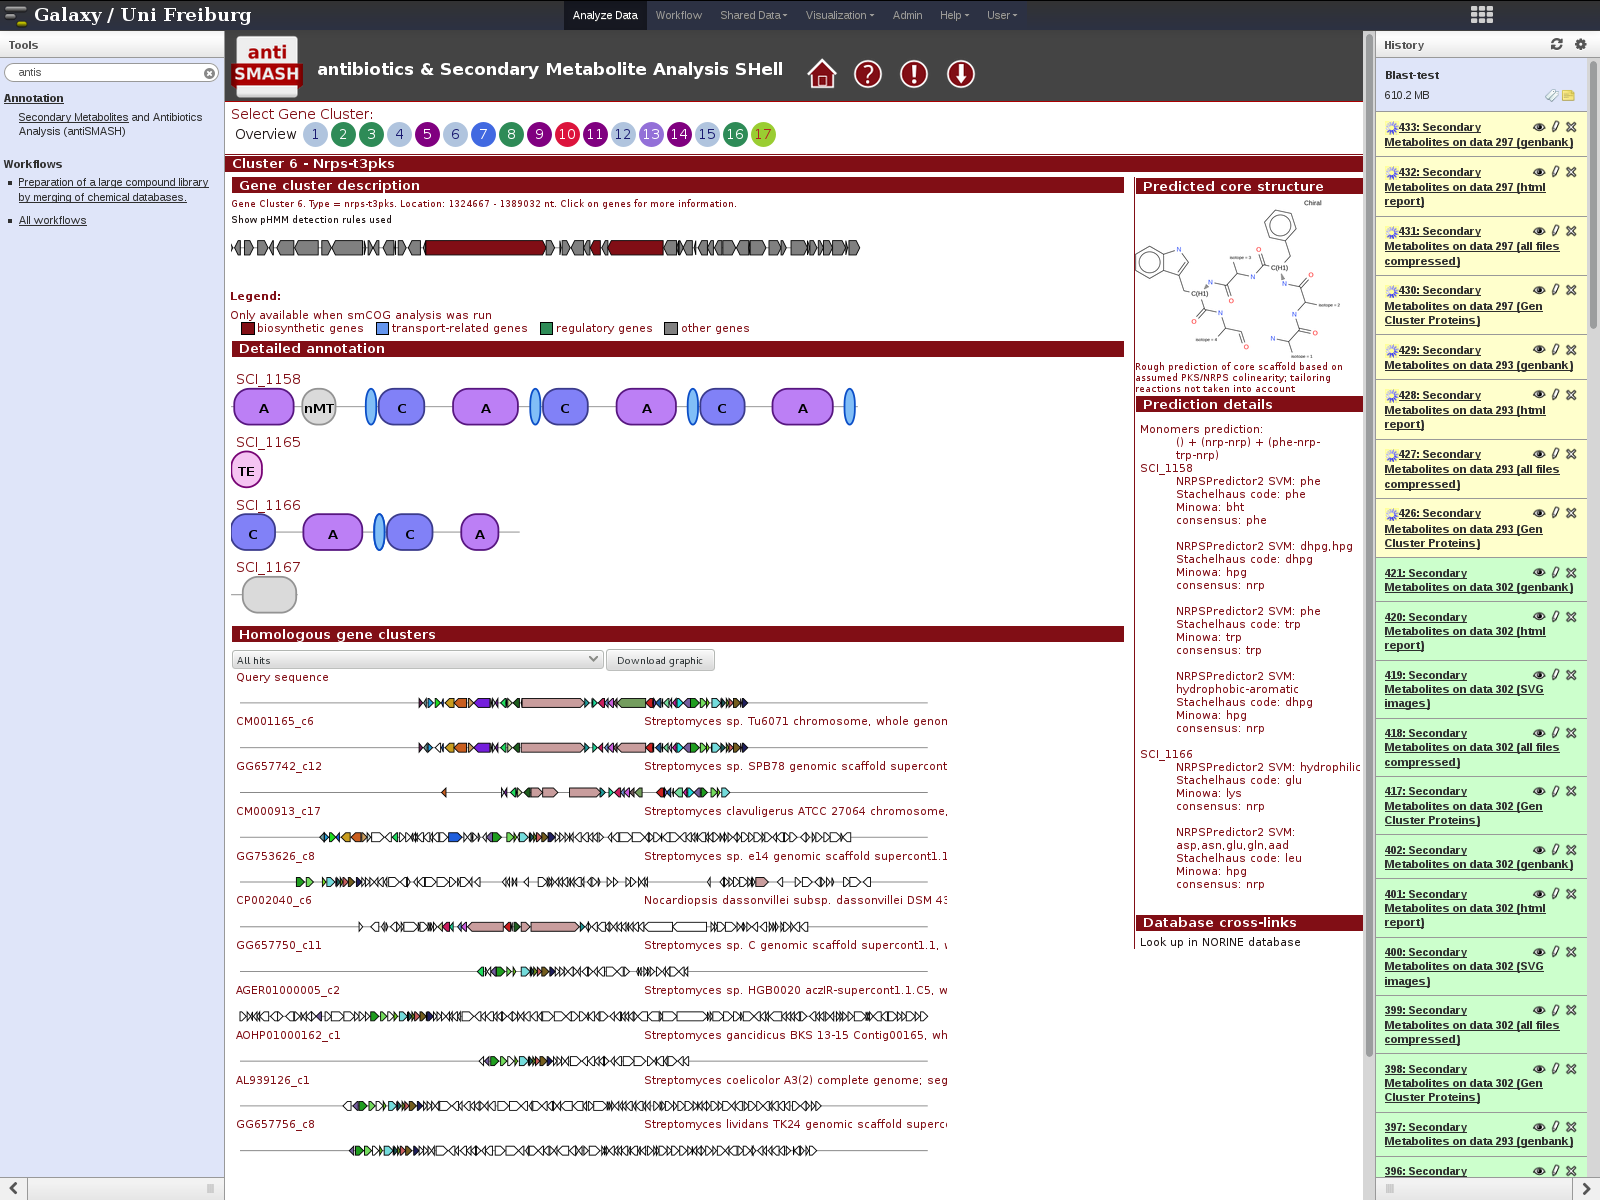 Galaxy / Uni Freiburg
Analyze Data
Workflow
Shared Data
Visualization
Admin
Help
User
Tools
antis
Annotation
Secondary Metabolites and Antibiotics
Analysis (antiSMASH)
Workflows
Preparation of a large compound library
by merging of chemical databases.
All workflows
anti
SMASH
antibiotics & Secondary Metabolite Analysis SHell
?
!
Select Gene Cluster:
Overview 1 2 3 4 5 6 7 8 9 10 11 12 13 14 15 16 17
Cluster 6 - Nrps-t3pks
Gene cluster description
Gene Cluster 6. Type = nrps-t3pks. Location: 1324667 - 1389032 nt. Click on genes for more information.
Show pHMM detection rules used
Legend:
Only available when smCOG analysis was run
biosynthetic genes
transport-related genes
regulatory genes
other genes
Detailed annotation
SCI_1158
A nMT C A C A C A
SCI_1165
TE
SCI_1166
C A C A
SCI_1167
Homologous gene clusters
All hits
Download graphic
Query sequence
CM001165_c6 Streptomyces sp. Tu6071 chromosome, whole genon
GG657742_c12 Streptomyces sp. SPB78 genomic scaffold supercont
CM000913_c17 Streptomyces clavuligerus ATCC 27064 chromosome,
GG753626_c8 Streptomyces sp. e14 genomic scaffold supercont1.1
CP002040_c6 Nocardiopsis dassonvillei subsp. dassonvillei DSM 43
GG657750_c11 Streptomyces sp. C genomic scaffold supercont1.1, w
AGER01000005_c2 Streptomyces sp. HGB0020 aczIR-supercont1.1.C5, w
AOHP01000162_c1 Streptomyces gancidicus BKS 13-15 Contig00165, wh
AL939126_c1 Streptomyces coelicolor A3(2) complete genome; seg
GG657756_c8 Streptomyces lividans TK24 genomic scaffold superc
Predicted core structure
Chiral
N
isotope = 3
O
C(H1)
N
N
O
C(H1)
N
O
isotope = 2
O
N
N
O
isotope = 4
O
N
isotope = 1
Rough prediction of core scaffold based on
assumed PKS/NRPS colinearity; tailoring
reactions not taken into account
Prediction details
Monomers prediction:
() + (nrp-nrp) + (phe-nrp-
trp-nrp)
SCI_1158
NRPSPredictor2 SVM: phe
Stachelhaus code: phe
Minowa: bht
consensus: phe
NRPSPredictor2 SVM: dhpg,hpg
Stachelhaus code: dhpg
Minowa: hpg
consensus: nrp
NRPSPredictor2 SVM: phe
Stachelhaus code: trp
Minowa: trp
consensus: trp
NRPSPredictor2 SVM:
hydrophobic-aromatic
Stachelhaus code: dhpg
Minowa: hpg
consensus: nrp
SCI_1166
NRPSPredictor2 SVM: hydrophilic
Stachelhaus code: glu
Minowa: lys
consensus: nrp
NRPSPredictor2 SVM:
asp,asn,glu,gln,aad
Stachelhaus code: leu
Minowa: hpg
consensus: nrp
Database cross-links
Look up in NORINE database
History
Blast-test
610.2 MB
433: Secondary
Metabolites on data 297 (genbank)
432: Secondary
Metabolites on data 297 (html
report)
431: Secondary
Metabolites on data 297 (all files
compressed)
430: Secondary
Metabolites on data 297 (Gen
Cluster Proteins)
429: Secondary
Metabolites on data 293 (genbank)
428: Secondary
Metabolites on data 293 (html
report)
427: Secondary
Metabolites on data 293 (all files
compressed)
426: Secondary
Metabolites on data 293 (Gen
Cluster Proteins)
421: Secondary
Metabolites on data 302 (genbank)
420: Secondary
Metabolites on data 302 (html
report)
419: Secondary
Metabolites on data 302 (SVG
images)
418: Secondary
Metabolites on data 302 (all files
compressed)
417: Secondary
Metabolites on data 302 (Gen
Cluster Proteins)
402: Secondary
Metabolites on data 302 (genbank)
401: Secondary
Metabolites on data 302 (html
report)
400: Secondary
Metabolites on data 302 (SVG
images)
399: Secondary
Metabolites on data 302 (all files
compressed)
398: Secondary
Metabolites on data 302 (Gen
Cluster Proteins)
397: Secondary
Metabolites on data 293 (genbank)
396: Secondary